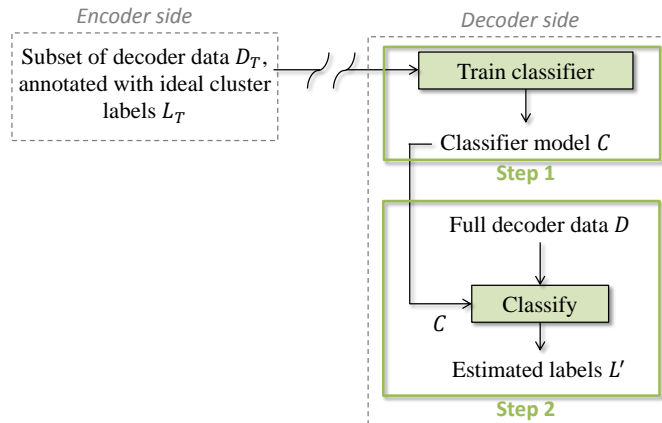 Encoder side
Decoder side
Subset of decoder data D_T,
annotated with ideal cluster
labels L_T
Train classifier
Classifier model C
Step 1
Full decoder data D
Classify
C
Estimated labels L'
Step 2